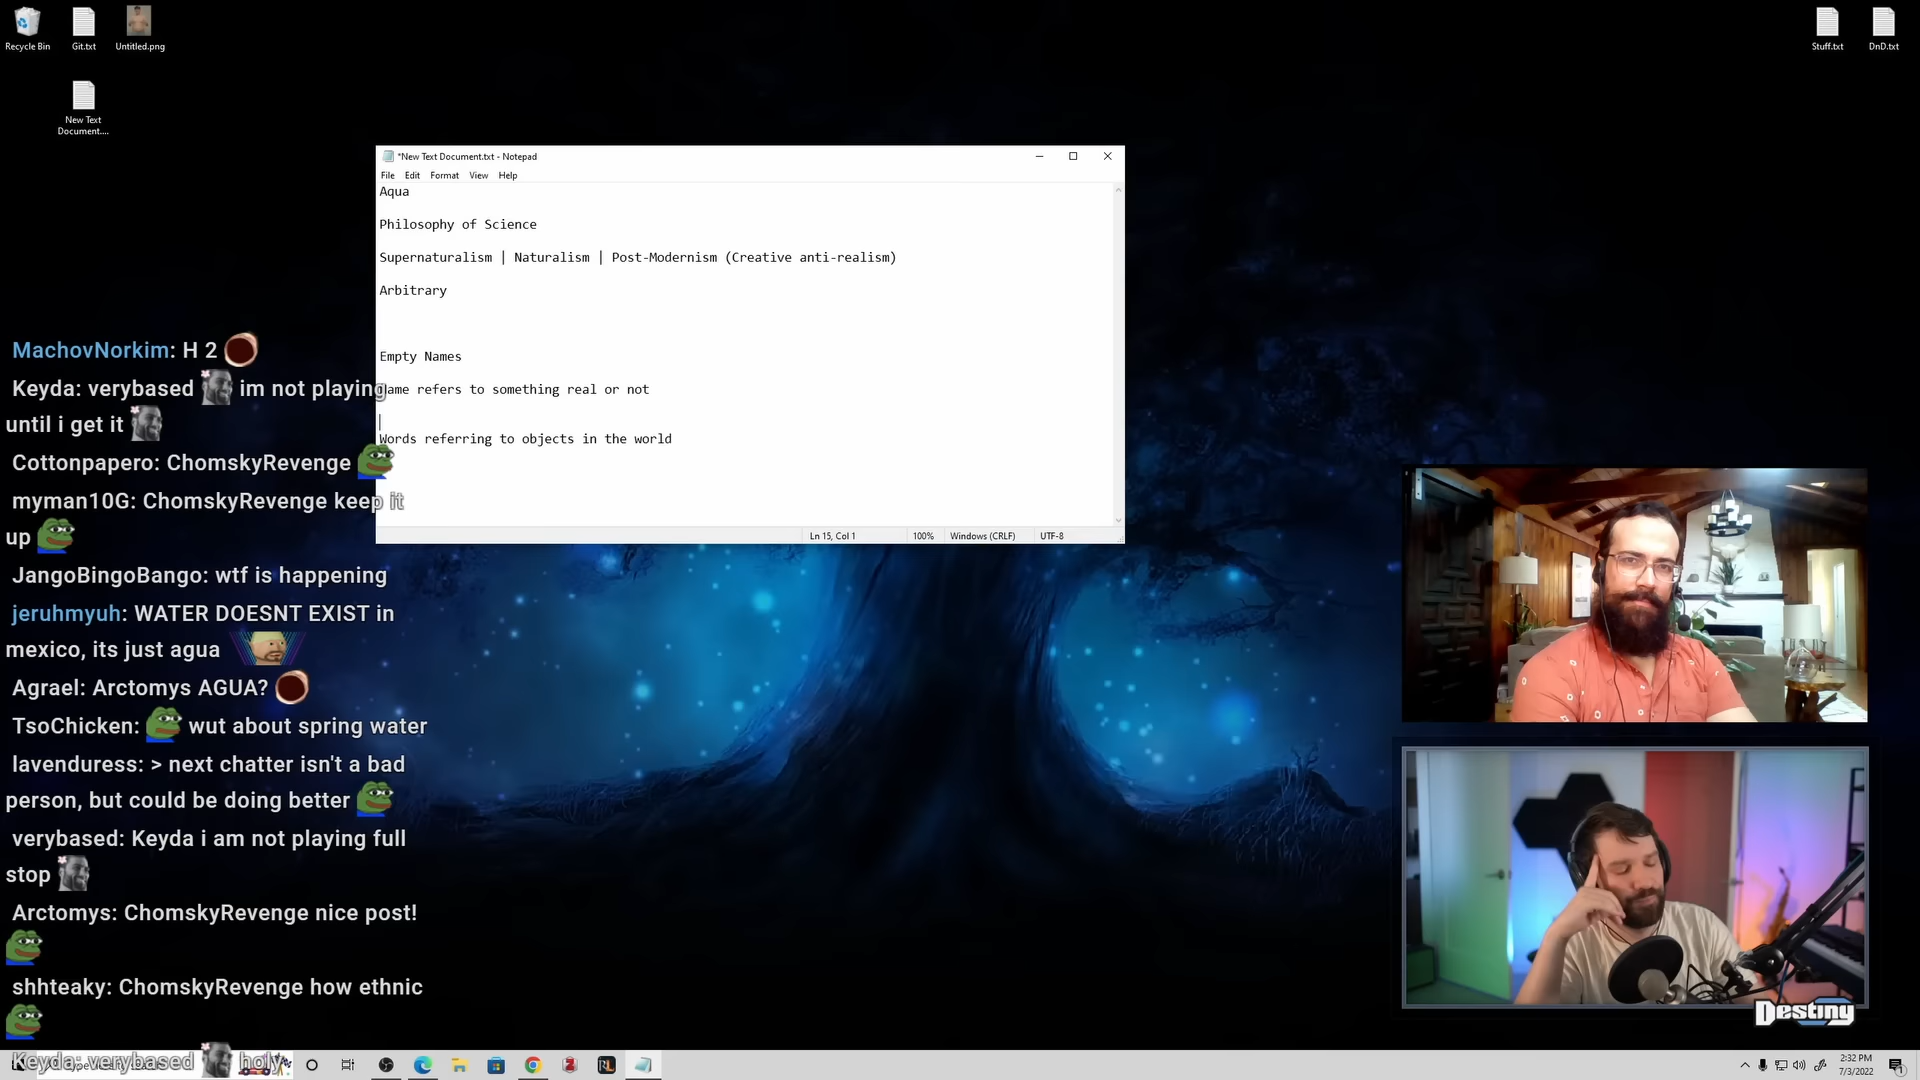 Recycle Bin
Git.txt
Untitled.png
Stuff.txt
DnD.txt
New Text
Document....
*New Text Document.txt - Notepad
File Edit Format View Help
Aqua
Philosophy of Science
Supernaturalism | Naturalism | Post-Modernism (Creative anti-realism)
Arbitrary
Empty Names
Name refers to something real or not
Words referring to objects in the world
Ln 15, Col 1 100% Windows (CRLF) UTF-8
MachovNorkim: H 2
Keyda: verybased im not playing
until i get it
Cottonpapero: ChomskyRevenge
myman10G: ChomskyRevenge keep it
up
JangoBingoBango: wtf is happening
jeruhmyuh: WATER DOESNT EXIST in
mexico, its just agua
Agrael: Arctomys AGUA?
TsoChicken: wut about spring water
lavenduress: > next chatter isn't a bad
person, but could be doing better
verybased: Keyda i am not playing full
stop
Arctomys: ChomskyRevenge nice post!
shhteaky: ChomskyRevenge how ethnic
Keyda: verybased holy
Destiny
2:32 PM
7/3/2022